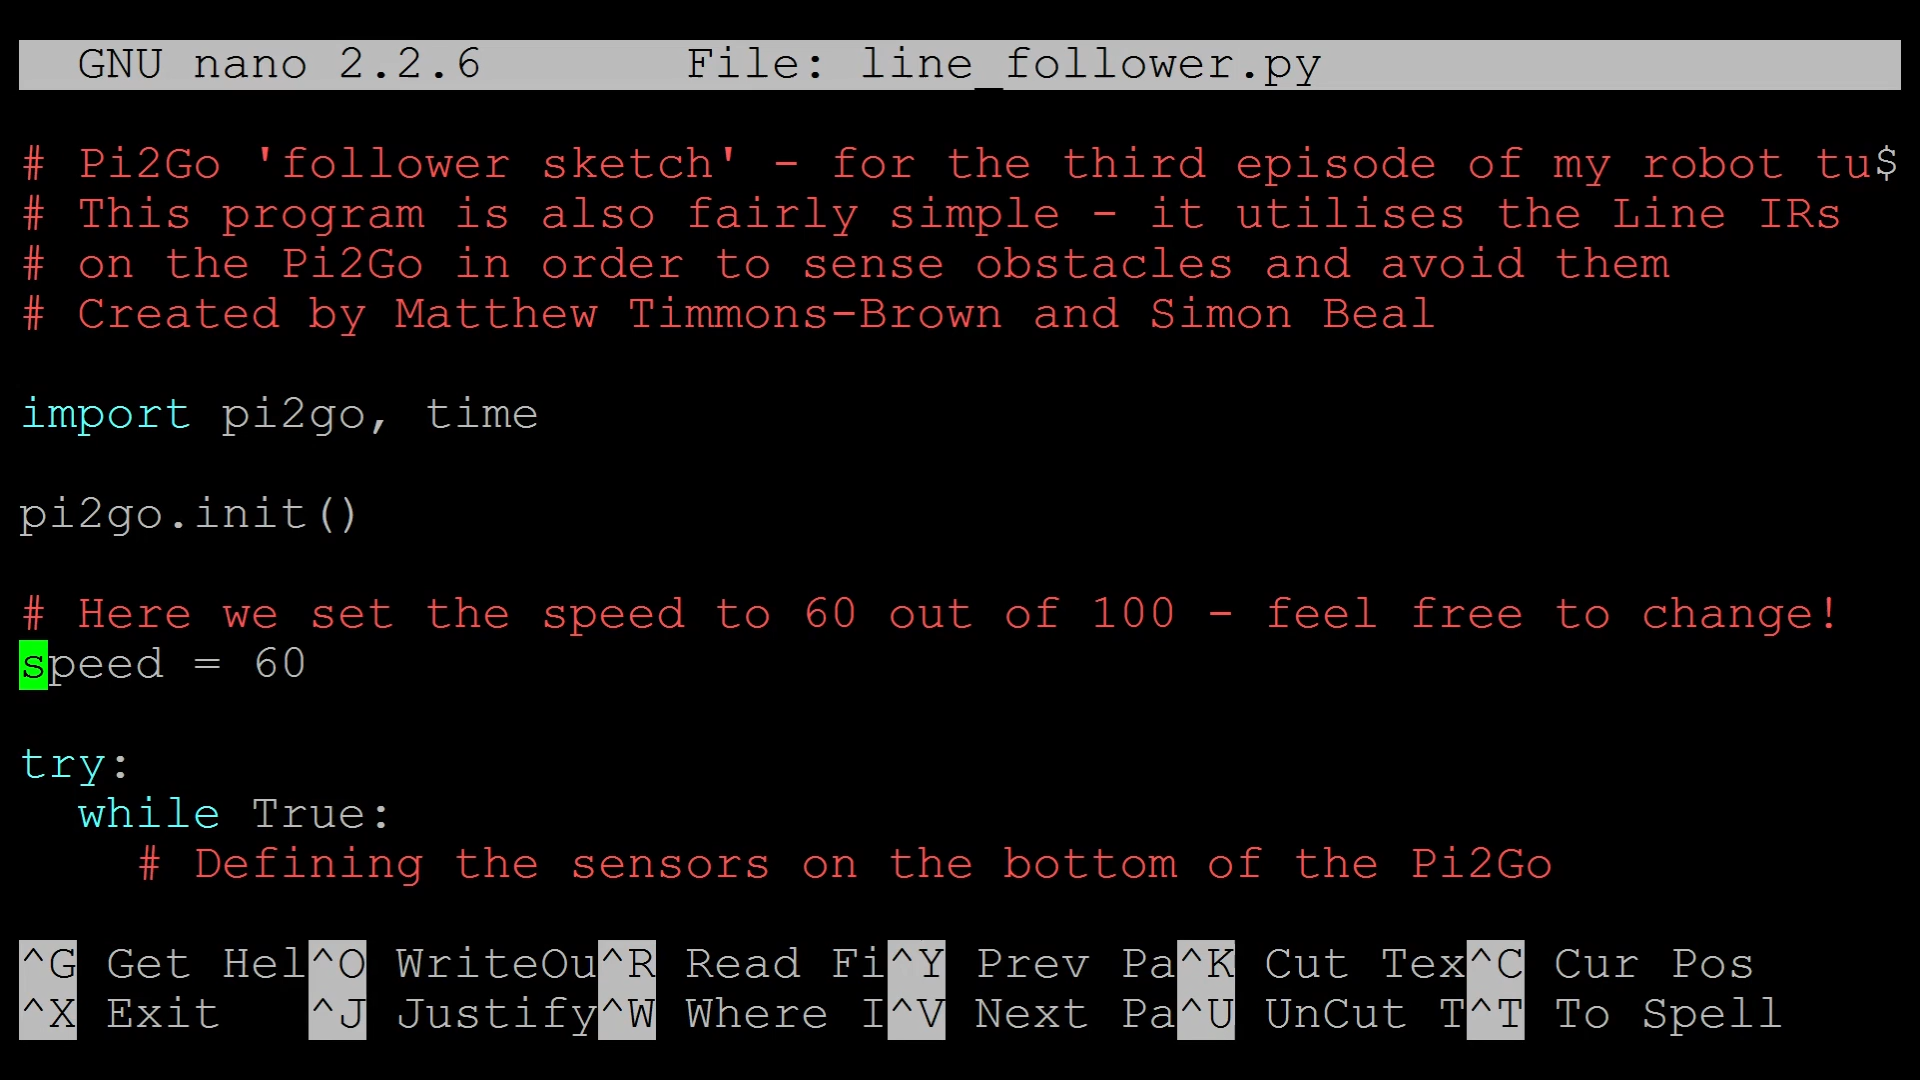 GNU nano 2.2.6 File: line_follower.py
# Pi2Go 'follower sketch' - for the third episode of my robot tu$
# This program is also fairly simple - it utilises the Line IRs
# on the Pi2Go in order to sense obstacles and avoid them
# Created by Matthew Timmons-Brown and Simon Beal
import pi2go, time
pi2go.init()
# Here we set the speed to 60 out of 100 - feel free to change!
speed = 60
try:
  while True:
    # Defining the sensors on the bottom of the Pi2Go
^G Get Hel^O WriteOu^R Read Fi^Y Prev Pa^K Cut Tex^C Cur Pos
^X Exit   ^J Justify^W Where I^V Next Pa^U UnCut T^T To Spell